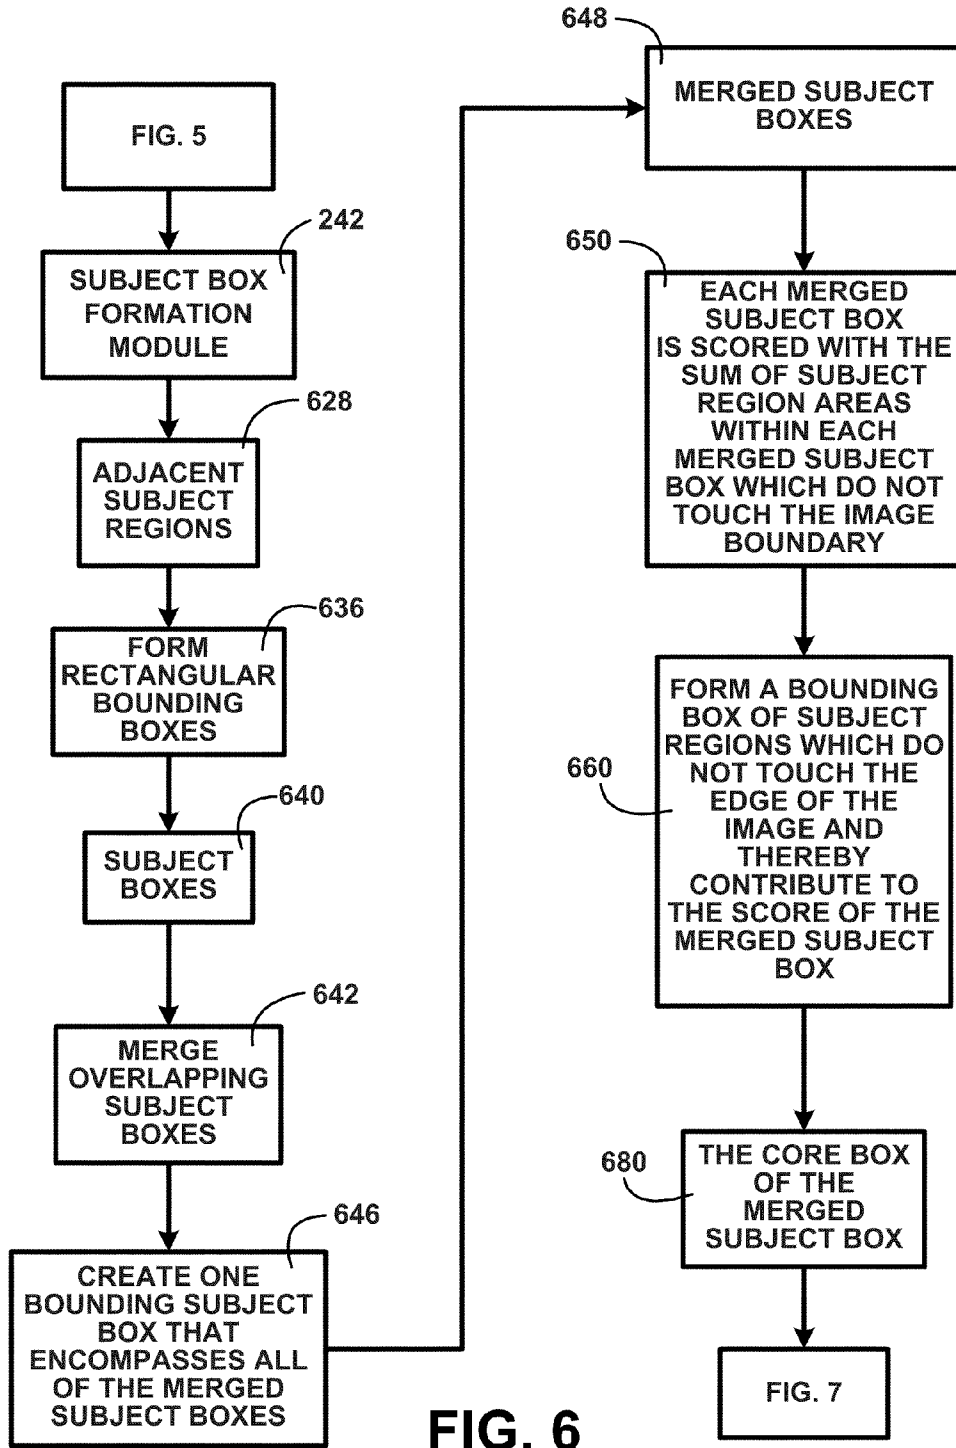 FIG. 5
242
SUBJECT BOX
FORMATION
MODULE
628
ADJACENT
SUBJECT
REGIONS
636
FORM
RECTANGULAR
BOUNDING
BOXES
640
SUBJECT
BOXES
642
MERGE
OVERLAPPING
SUBJECT
BOXES
646
CREATE ONE
BOUNDING SUBJECT
BOX THAT
ENCOMPASSES ALL
OF THE MERGED
SUBJECT BOXES
648
MERGED SUBJECT
BOXES
650
EACH MERGED
SUBJECT BOX
IS SCORED WITH THE
SUM OF SUBJECT
REGION AREAS
WITHIN EACH
MERGED SUBJECT
BOX WHICH DO NOT
TOUCH THE IMAGE
BOUNDARY
660
FORM A BOUNDING
BOX OF SUBJECT
REGIONS WHICH DO
NOT TOUCH THE
EDGE OF THE
IMAGE AND
THEREBY
CONTRIBUTE TO
THE SCORE OF THE
MERGED SUBJECT
BOX
680
THE CORE BOX
OF THE
MERGED
SUBJECT BOX
FIG. 7
FIG. 6